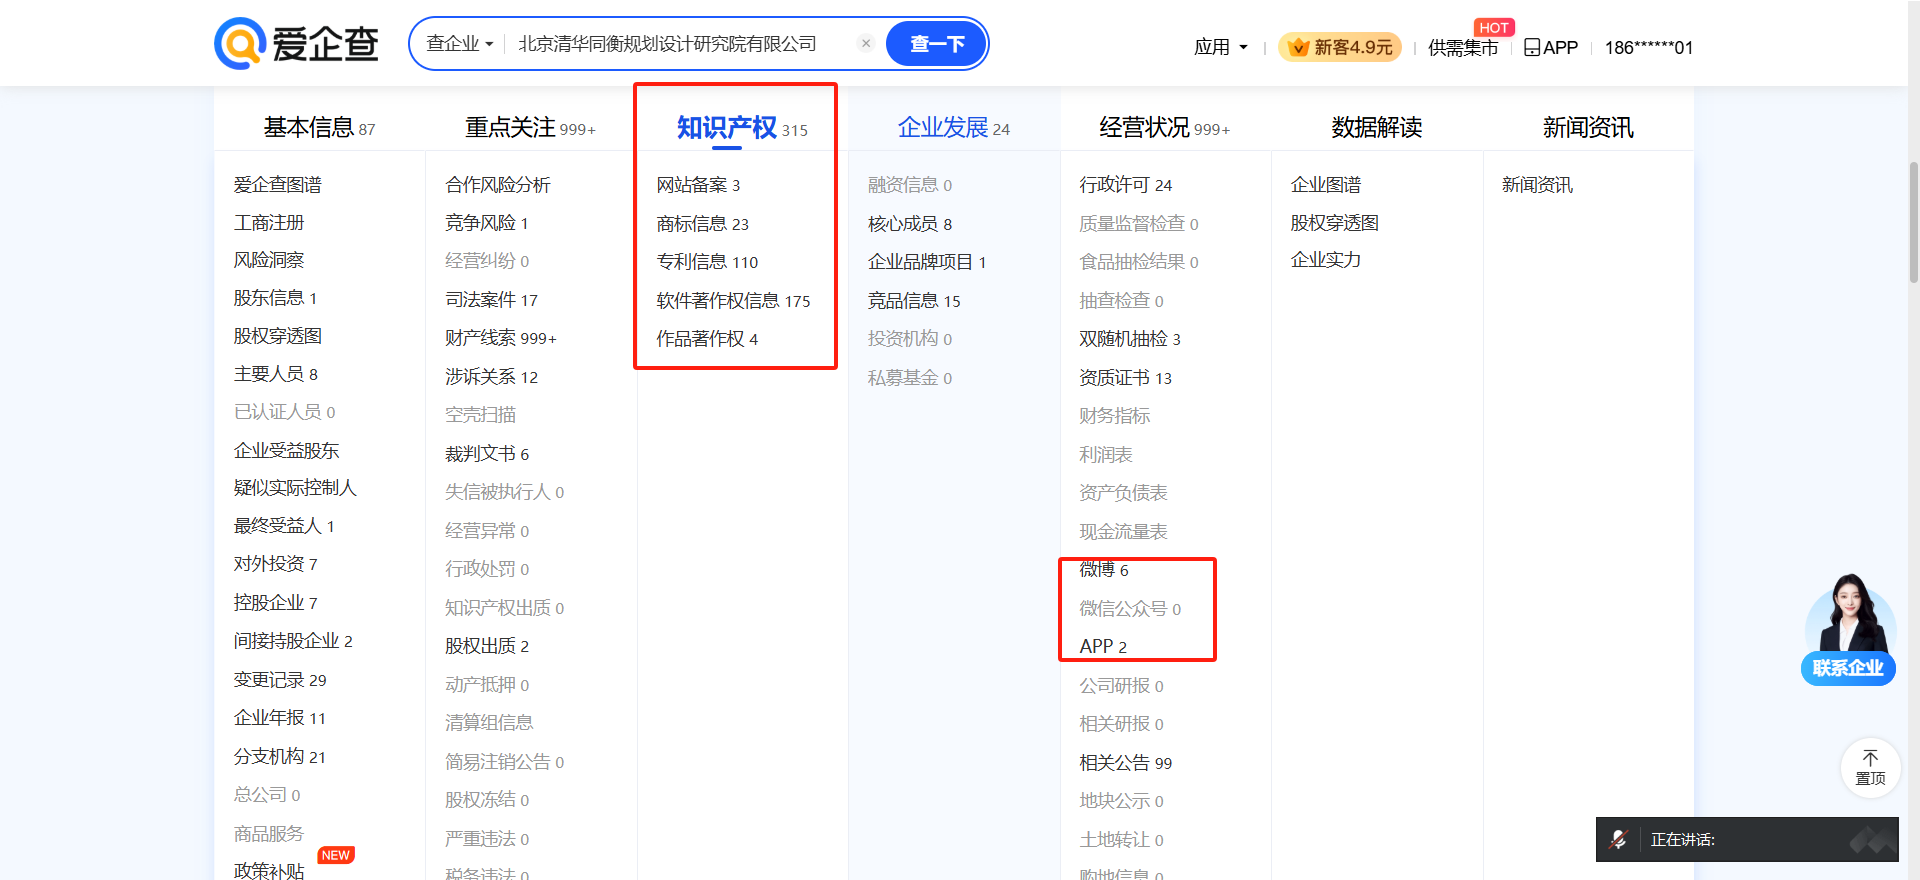 爱企查
查企业
北京清华同衡规划设计研究院有限公司
×
查一下
应用
新客4.9元
供需集市
HOT
APP
186******01
基本信息 87
重点关注 999+
知识产权 315
企业发展 24
经营状况 999+
数据解读
新闻资讯
爱企查图谱
工商注册
风险洞察
股东信息 1
股权穿透图
主要人员 8
已认证人员 0
企业受益股东
疑似实际控制人
最终受益人 1
对外投资 7
控股企业 7
间接持股企业 2
变更记录 29
企业年报 11
分支机构 21
总公司 0
商品服务
政策补贴
NEW
合作风险分析
竞争风险 1
经营纠纷 0
司法案件 17
财产线索 999+
涉诉关系 12
空壳扫描
裁判文书 6
失信被执行人 0
经营异常 0
行政处罚 0
知识产权出质 0
股权出质 2
动产抵押 0
清算组信息
简易注销公告 0
股权冻结 0
严重违法 0
税务违法 0
网站备案 3
商标信息 23
专利信息 110
软件著作权信息 175
作品著作权 4
融资信息 0
核心成员 8
企业品牌项目 1
竞品信息 15
投资机构 0
私募基金 0
行政许可 24
质量监督检查 0
食品抽检结果 0
抽查检查 0
双随机抽检 3
资质证书 13
财务指标
利润表
资产负债表
现金流量表
微博 6
微信公众号 0
APP 2
公司研报 0
相关研报 0
相关公告 99
地块公示 0
土地转让 0
购地信息 0
企业图谱
股权穿透图
企业实力
新闻资讯
联系企业
置顶
正在讲话: